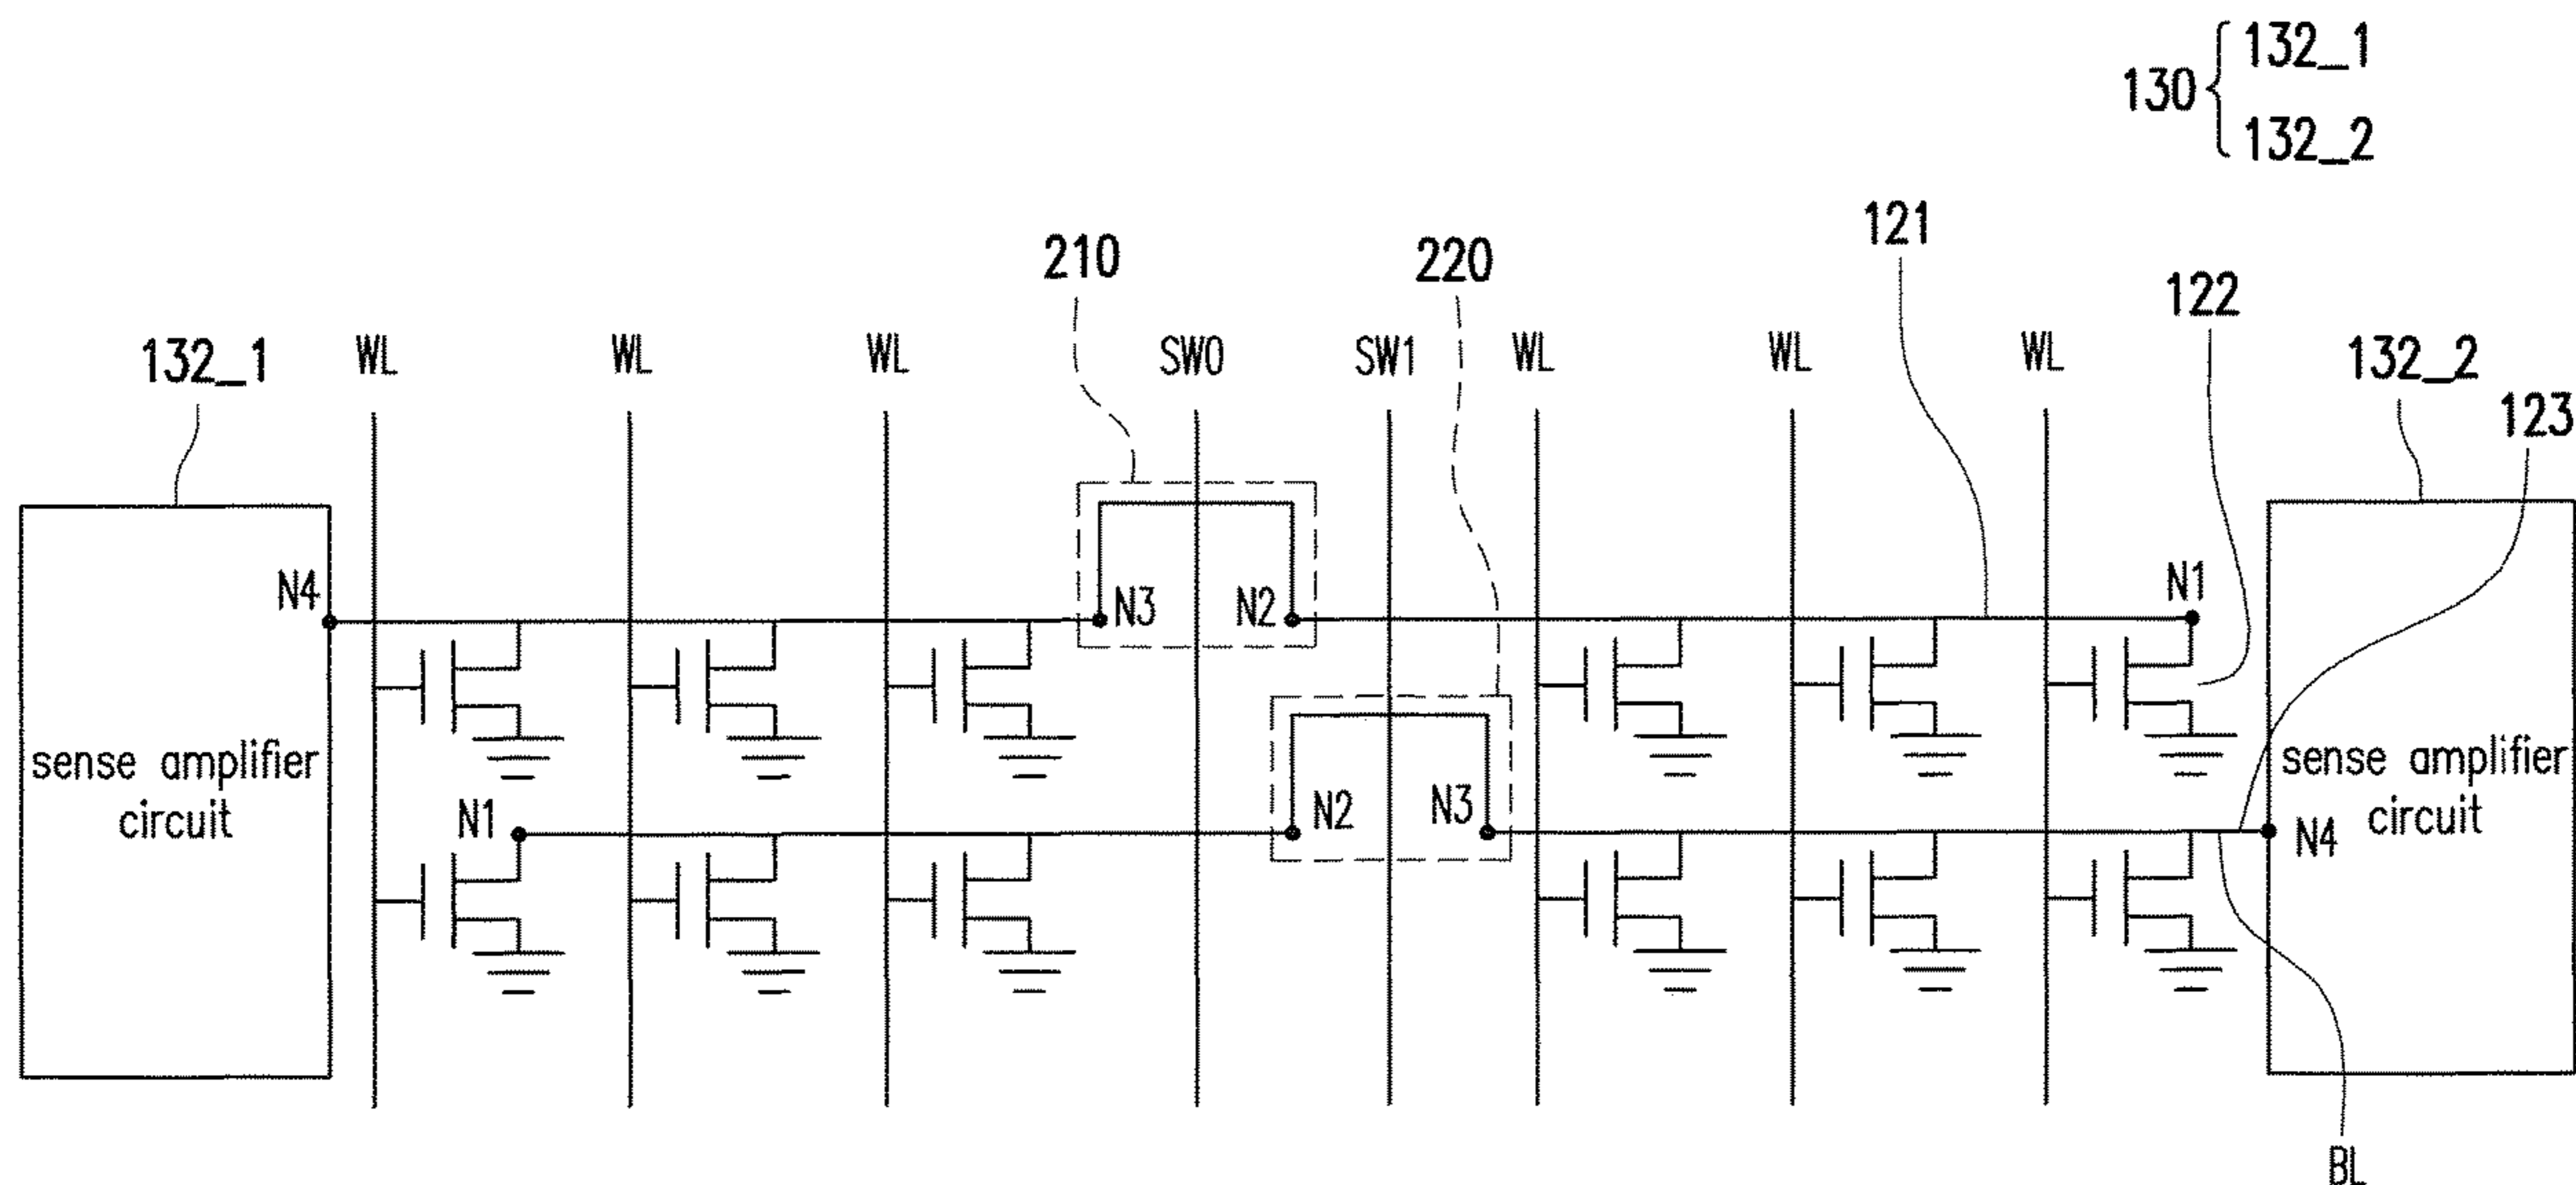 132_1
130
132_2
121
210
220
122
132_1
WL
WL
WL
SW0
SW1
WL
WL
WL
132_2
123
N4
N3
N2
N1
sense amplifier
circuit
N1
N2
N3
N4
sense amplifier
circuit
BL